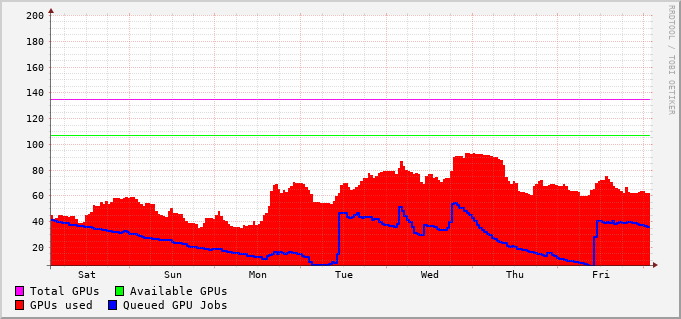 200
180
160
140
120
100
80
60
40
20
Sat Sun Mon Tue Wed Thu Fri
Total GPUs Available GPUs
GPUs used Queued GPU Jobs
RRDTOOL / TOBI OETIKER